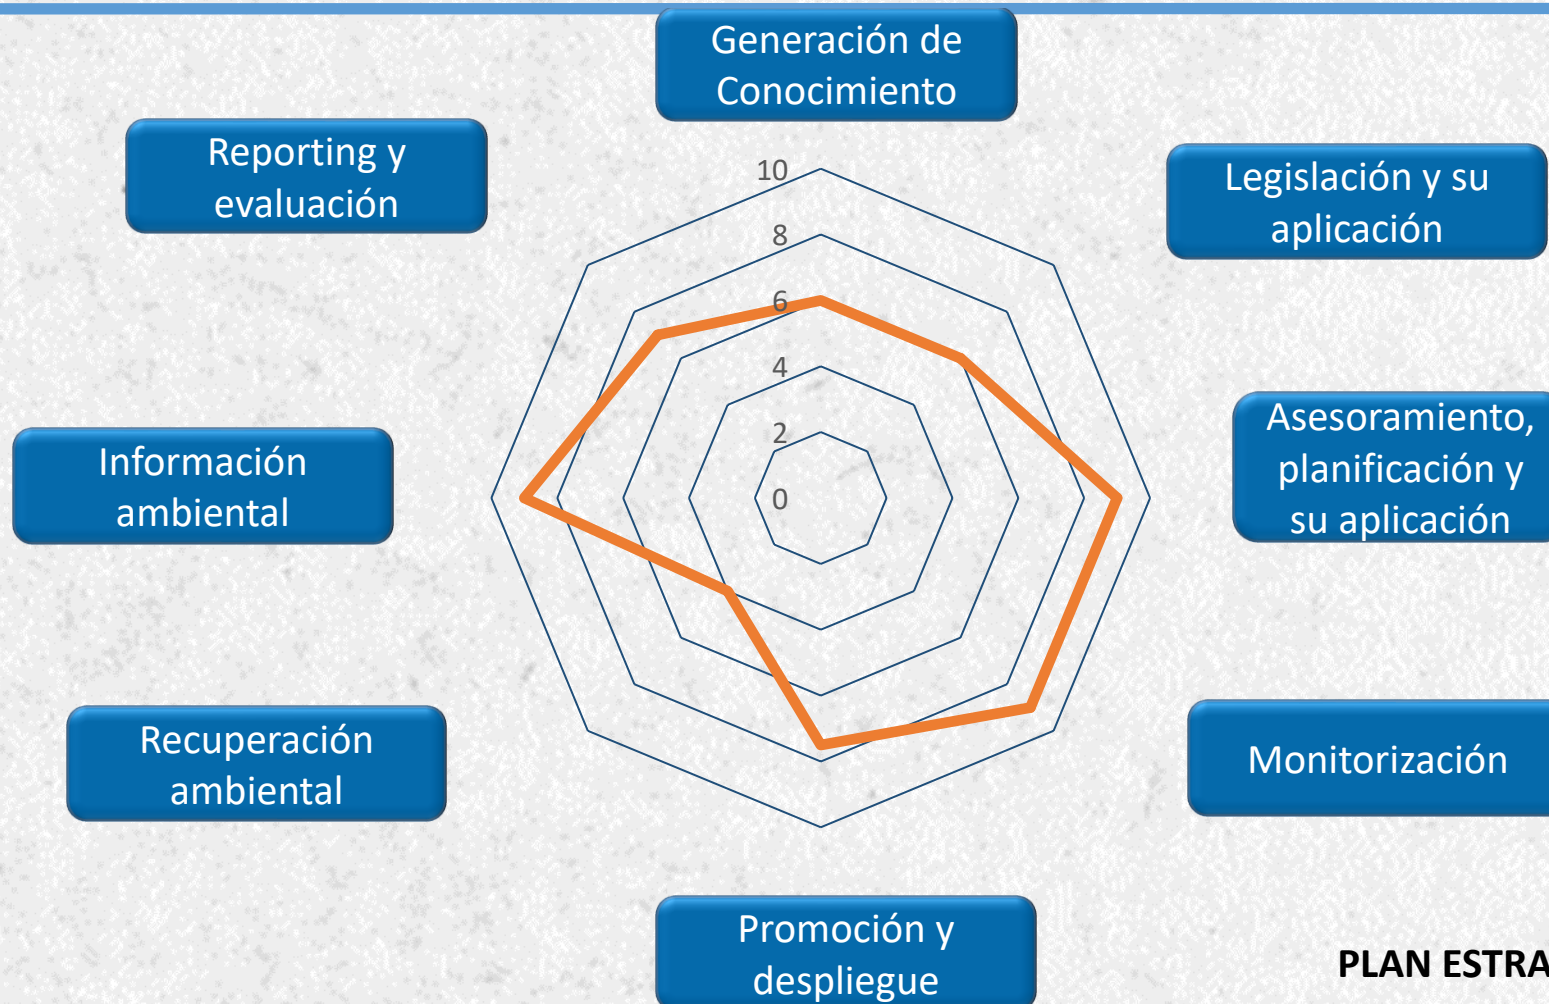 Generación de
Conocimiento
Reporting y
evaluación
Legislación y su
aplicación
10
8
6
4
2
0
Información
ambiental
Asesoramiento,
planificación y
su aplicación
Recuperación
ambiental
Monitorización
Promoción y
despliegue
PLAN ESTRA